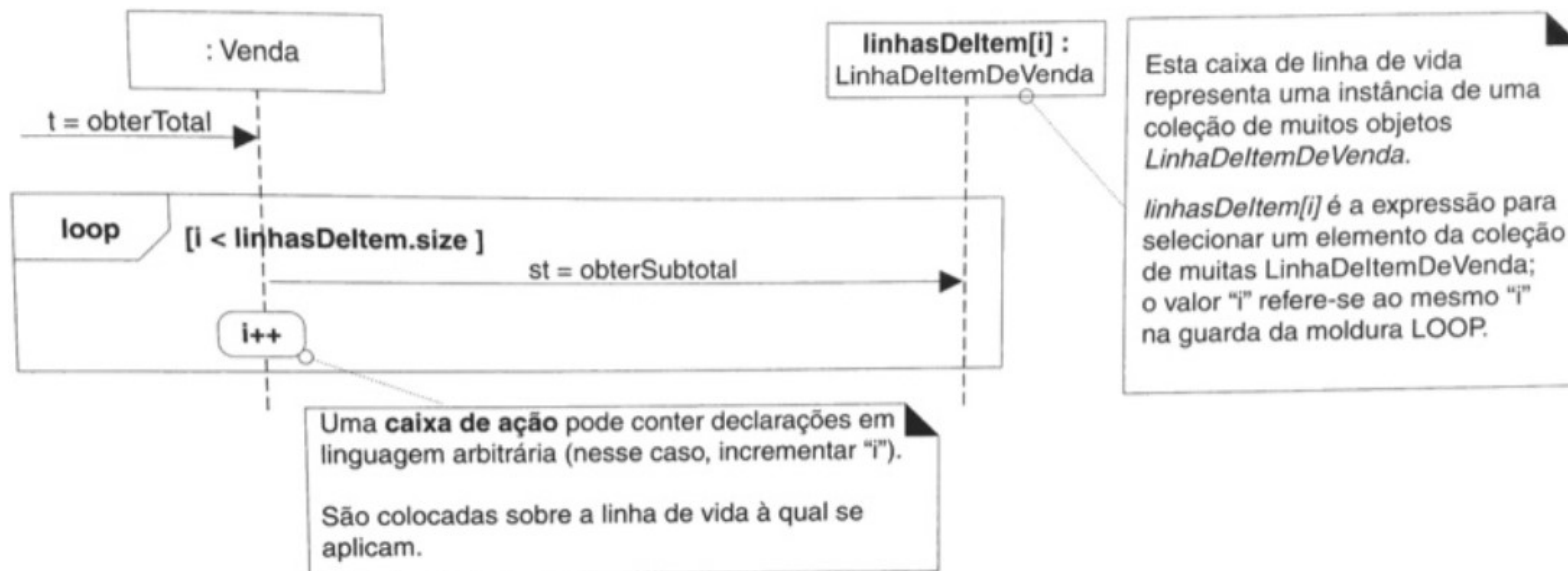 : Venda
linhasDeItem[i] :
LinhaDeItemDeVenda
t = obterTotal
loop
[i < linhasDeItem.size ]
st = obterSubtotal
i++
Esta caixa de linha de vida
representa uma instância de uma
coleção de muitos objetos
LinhaDeItemDeVenda.
linhasDeItem[i] é a expressão para
selecionar um elemento da coleção
de muitas LinhaDeItemDeVenda;
o valor “i” refere-se ao mesmo “i”
na guarda da moldura LOOP.
Uma caixa de ação pode conter declarações em
linguagem arbitrária (nesse caso, incrementar “i”).
São colocadas sobre a linha de vida à qual se
aplicam.